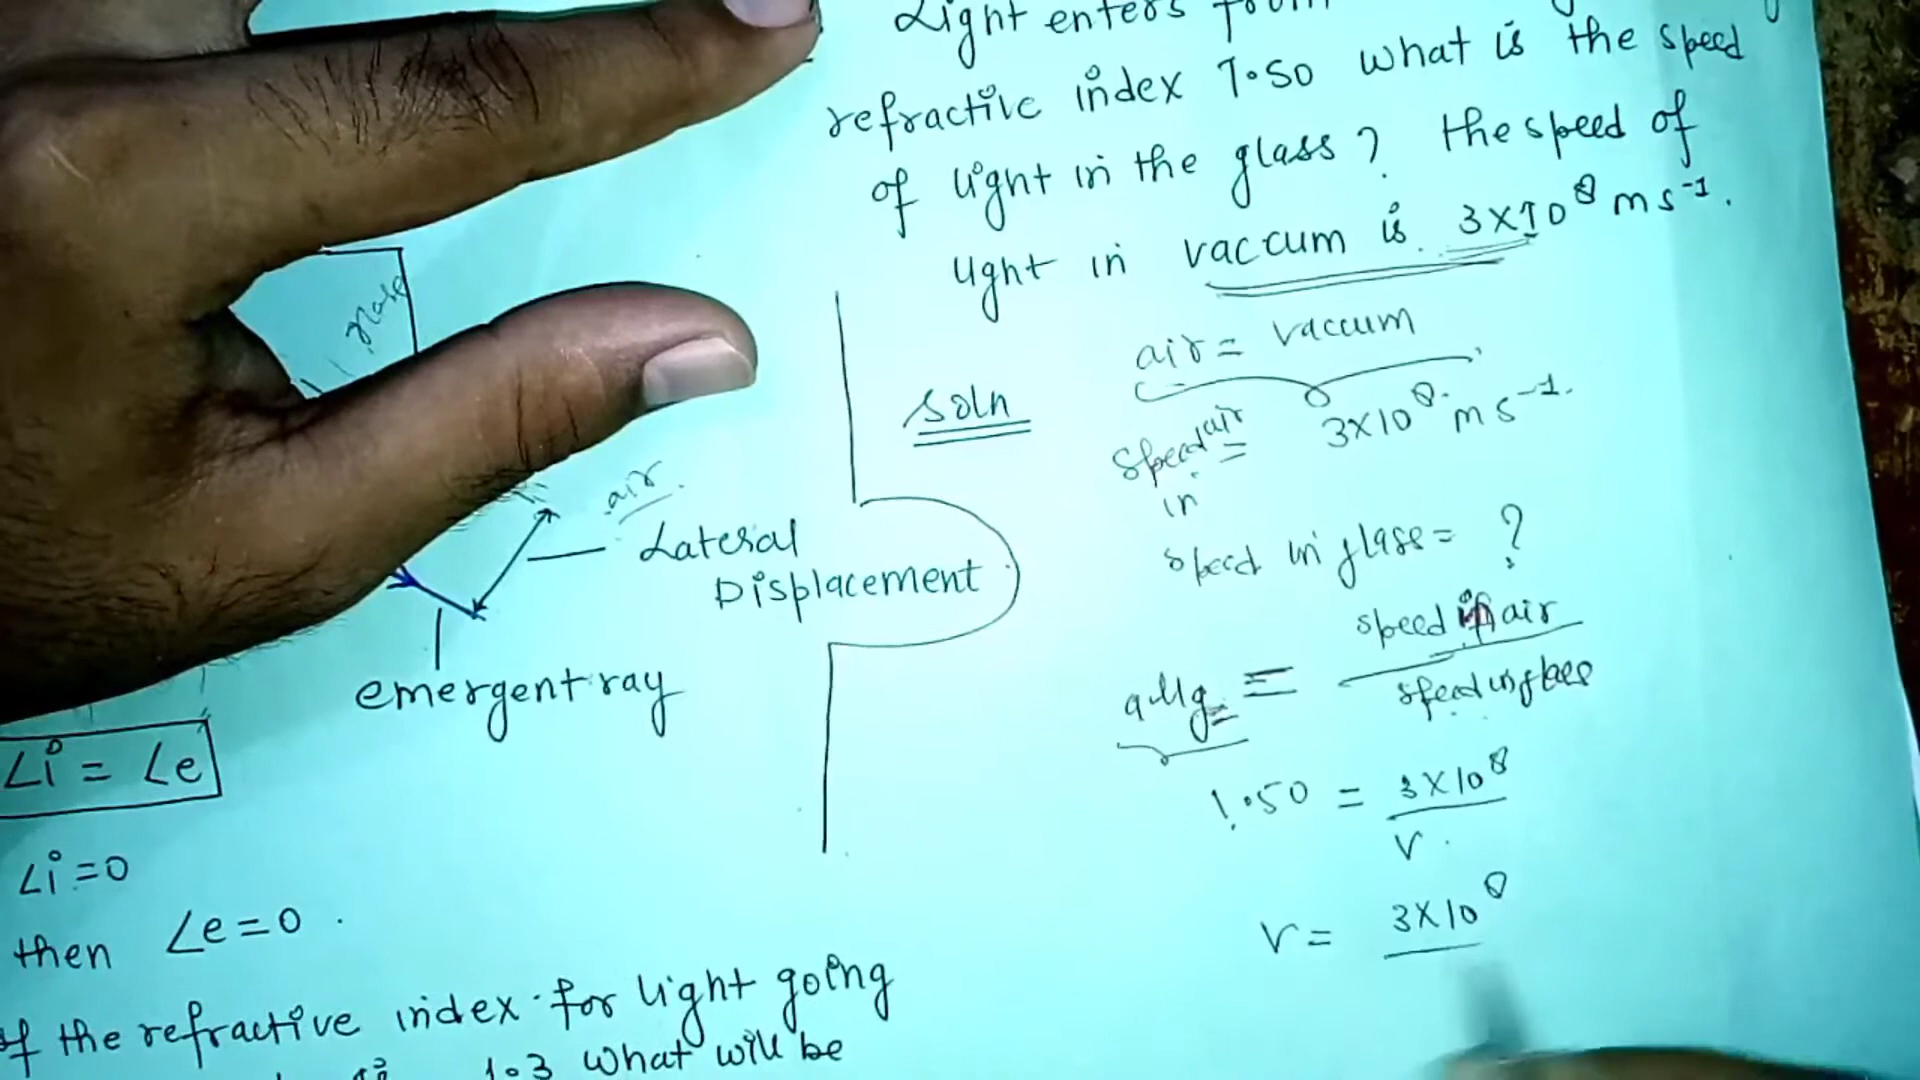 Light enters from
refractive index 1.50 what is the speed
of light in the glass? the speed of
light in vaccum is 3×10⁸ ms⁻¹.
air = vaccum
soln
speed in air = 3×10⁸ ms⁻¹.
speed in glass = ?
aμg = speed in air / speed in glass
1.50 = 3×10⁸ / v
v = 3×10⁸
air
Lateral
Displacement
emergent ray
∠i = ∠e
∠i = 0
then ∠e = 0
If the refractive index for light going
1.3 what will be